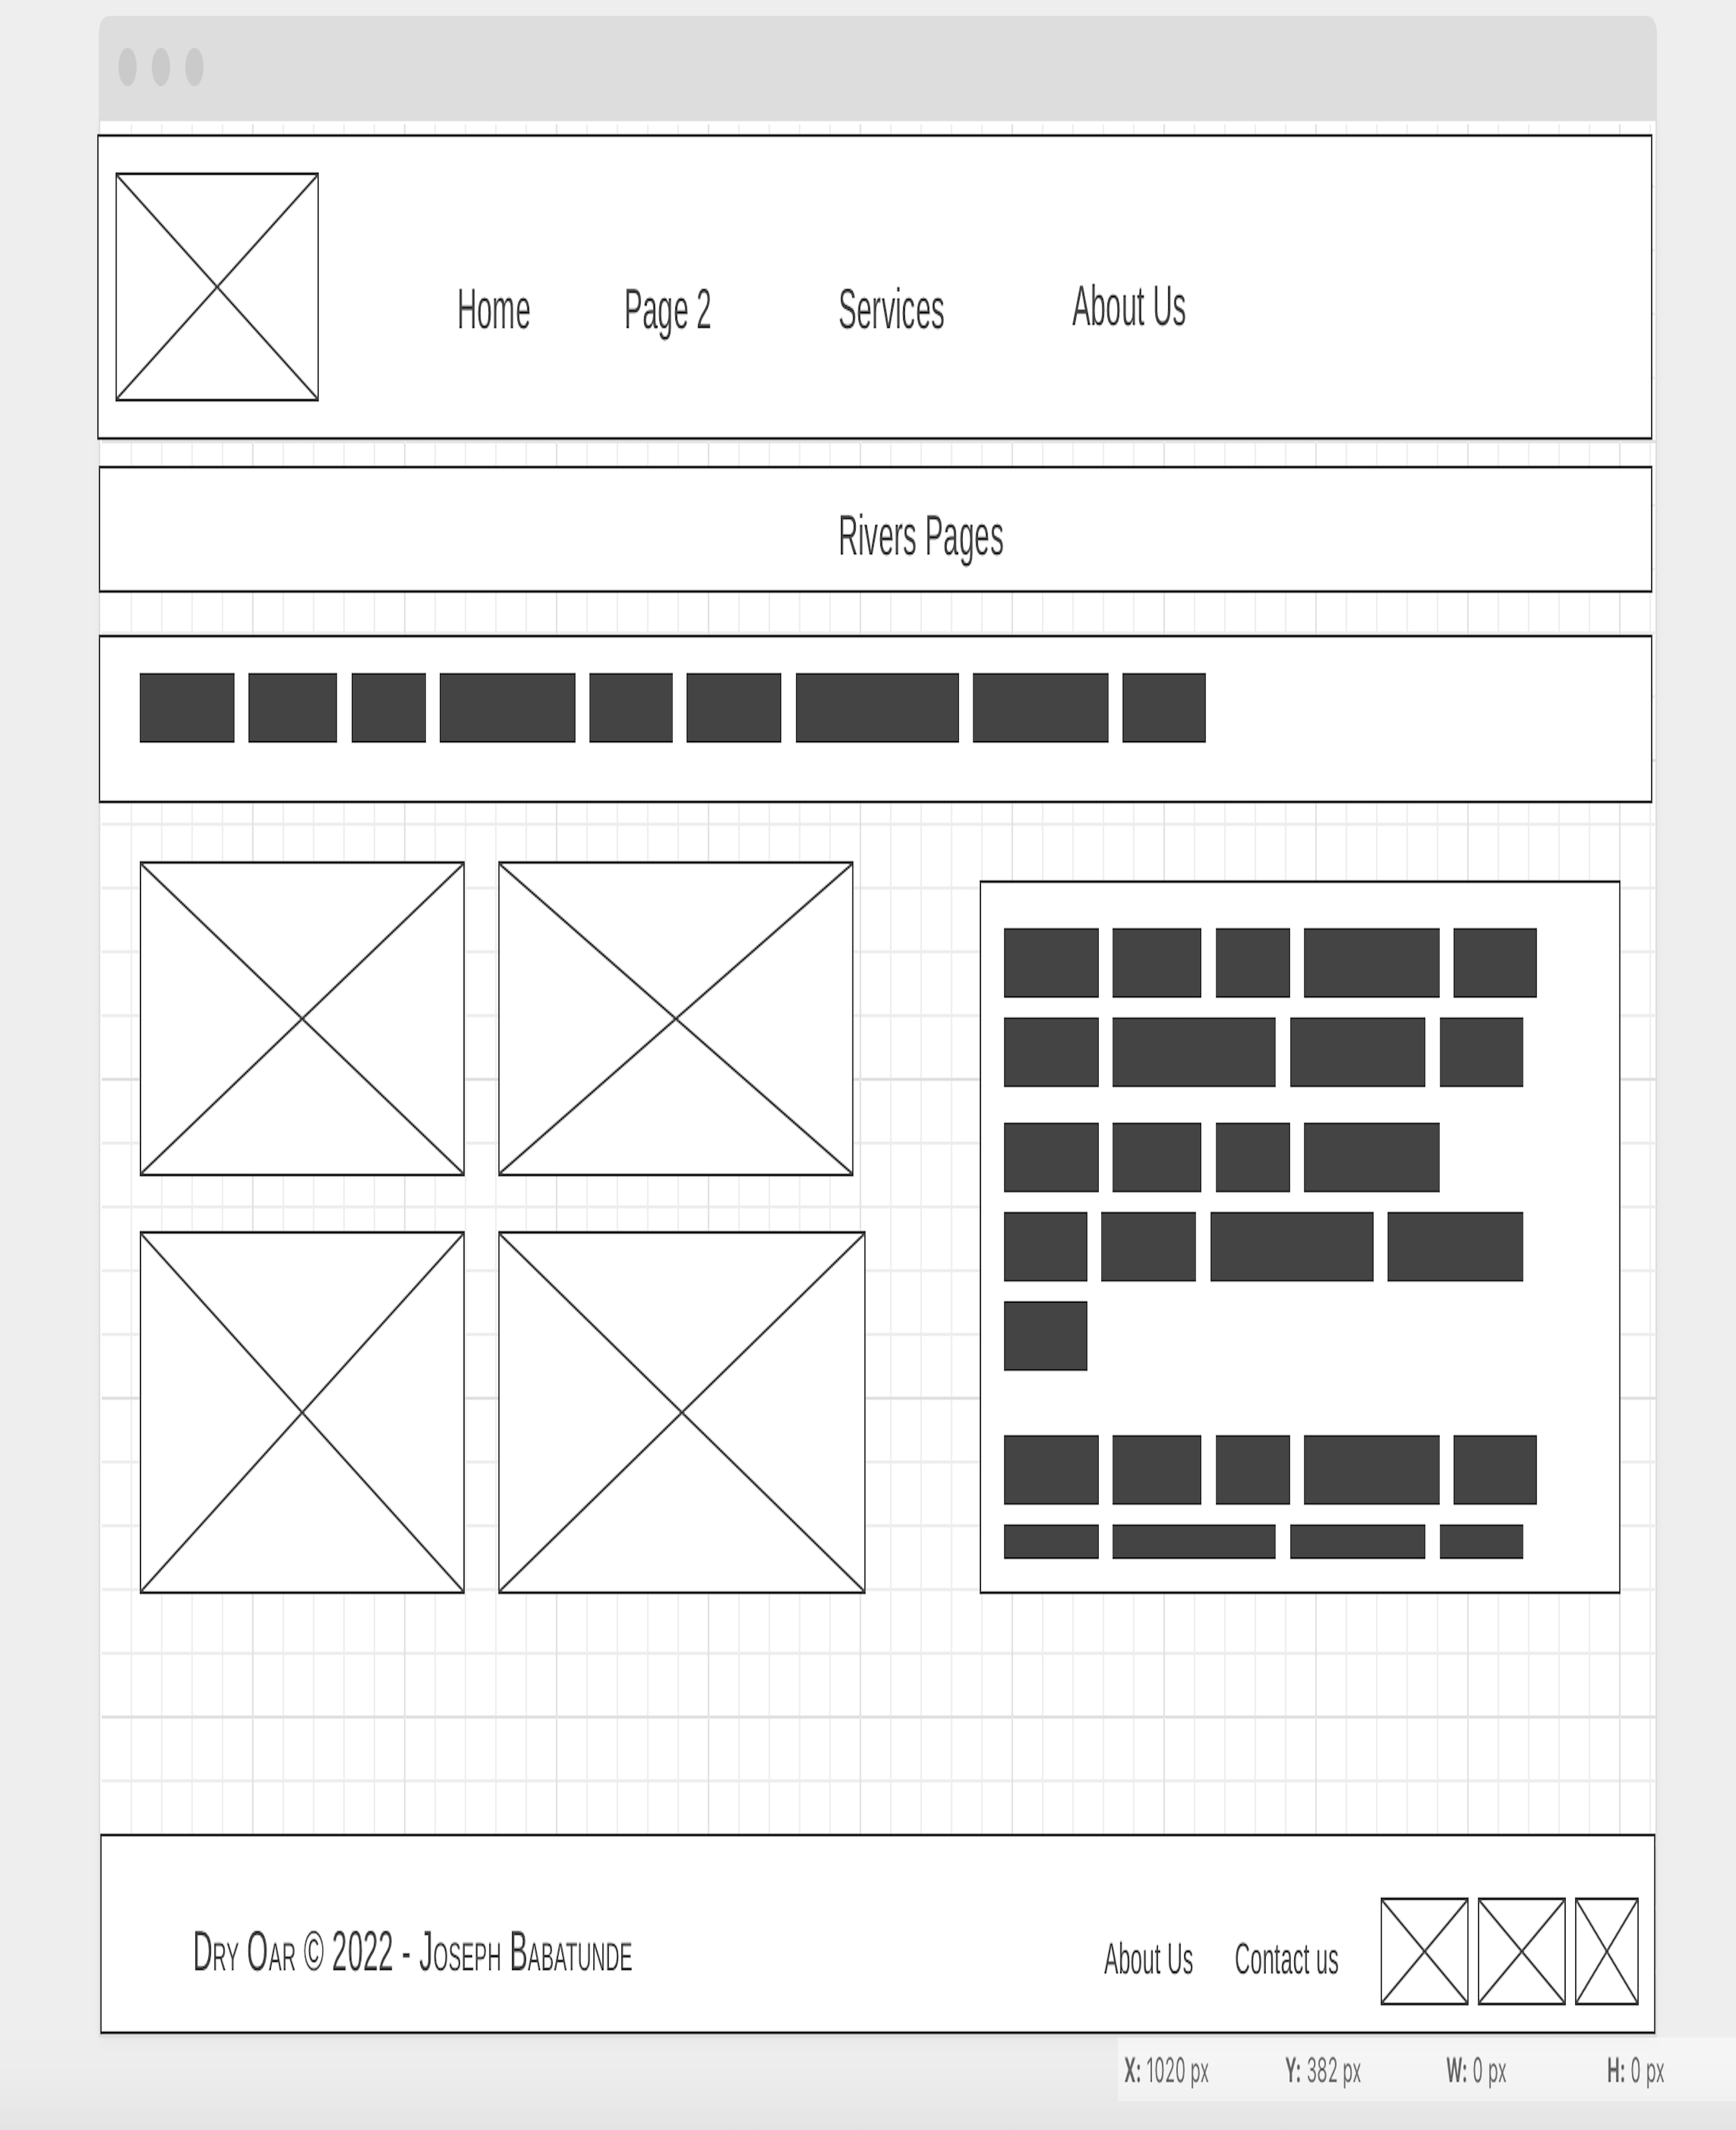 Home Page 2 Services About Us
Rivers Pages
Dry Oar © 2022 - Joseph Babatunde
About Us Contact us
X: 1020 px Y: 382 px W: 0 px H: 0 px